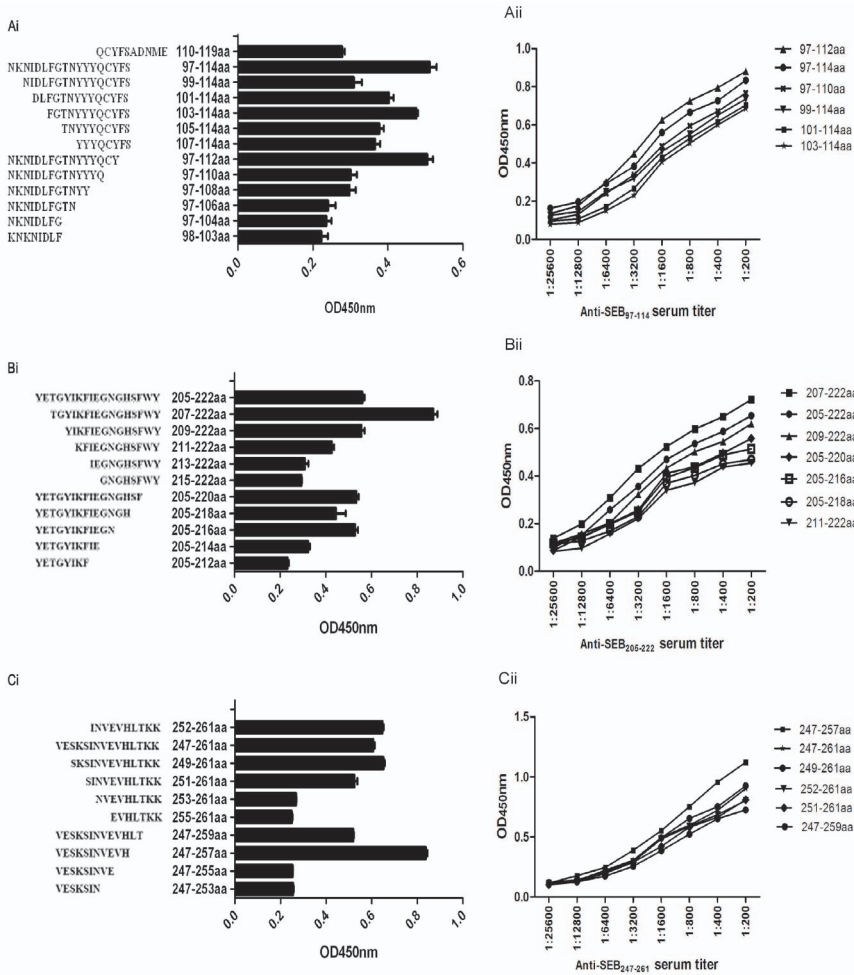 Ai
QCYFSADNME 110-119aa
NKNIDLFGTNYYYQCYFS 97-114aa
NIDLFGTNYYYQCYFS 99-114aa
DLFGTNYYYQCYFS 101-114aa
FGTNYYYQCYFS 103-114aa
TNYYYQCYFS 105-114aa
YYYQCYFS 107-114aa
NKNIDLFGTNYYYQCY 97-112aa
NKNIDLFGTNYYYQ 97-110aa
NKNIDLFGTNYY 97-108aa
NKNIDLFGTN 97-106aa
NKNIDLFG 97-104aa
KNKNIDLF 98-103aa
0.0 0.2 0.4 0.6
OD450nm
Aii
OD450nm
1.0
0.8
0.6
0.4
0.2
0.0
1:25600 1:12800 1:6400 1:3200 1:1600 1:800 1:400 1:200
Anti-SEB97-114 serum titer
97-112aa
97-114aa
97-110aa
99-114aa
101-114aa
103-114aa
Bi
YETGYIKFIEGNGHSFWY 205-222aa
TGYIKFIEGNGHSFWY 207-222aa
YIKFIEGNGHSFWY 209-222aa
KFIEGNGHSFWY 211-222aa
IEGNGHSFWY 213-222aa
GNGHSFWY 215-222aa
YETGYIKFIEGNGHSF 205-220aa
YETGYIKFIEGNGH 205-218aa
YETGYIKFIEGN 205-216aa
YETGYIKFIE 205-214aa
YETGYIKF 205-212aa
0.0 0.2 0.4 0.6 0.8 1.0
OD450nm
Bii
OD450nm
0.8
0.6
0.4
0.2
0.0
1:25600 1:12800 1:6400 1:3200 1:1600 1:800 1:400 1:200
Anti-SEB205-222 serum titer
207-222aa
205-222aa
209-222aa
205-220aa
205-216aa
205-218aa
211-222aa
Ci
INVEVHLTKK 252-261aa
VESKSINVEVHLTKK 247-261aa
SKSINVEVHLTKK 249-261aa
SINVEVHLTKK 251-261aa
NVEVHLTKK 253-261aa
EVHLTKK 255-261aa
VESKSINVEVHLT 247-259aa
VESKSINVEVH 247-257aa
VESKSINVE 247-255aa
VESKSIN 247-253aa
0.0 0.2 0.4 0.6 0.8 1.0
OD450nm
Cii
OD450nm
1.5
1.0
0.5
0.0
1:25600 1:12800 1:6400 1:3200 1:1600 1:800 1:400 1:200
Anti-SEB247-261 serum titer
247-257aa
247-261aa
249-261aa
252-261aa
251-261aa
247-259aa